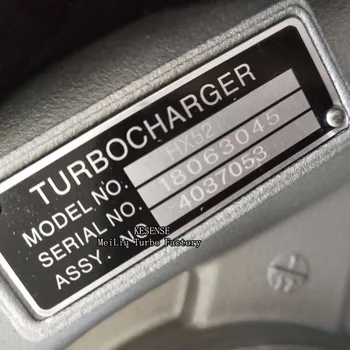 TURBOCHARGER
MODEL NO. HX52
SERIAL NO. 18063045
ASSY. NO 4037053
KESENSE
MeiLiq Turbo Factory